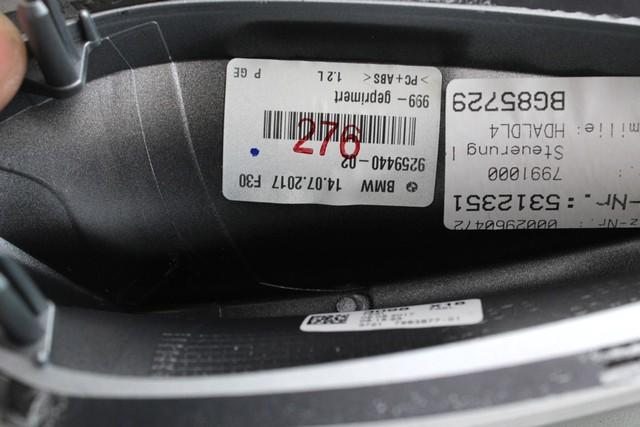 BMW 14.07.2017 F30
9259440-02
276
999- geprimert
>PC+ABS< 1.2 L P GE
0002960472
-Nr.: 5312351
7991000
Steuerung
milie: HDALDL4
BG85729